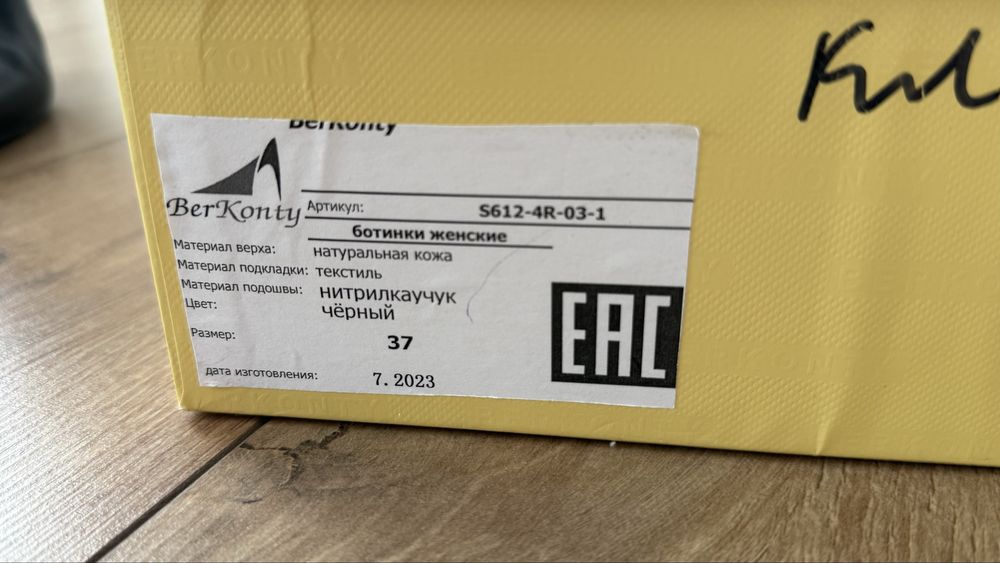 BerKonty
BerKonty
Артикул: S612-4R-03-1
ботинки женские
Материал верха: натуральная кожа
Материал подкладки: текстиль
Материал подошвы: нитрилкаучук
Цвет: чёрный
Размер: 37
дата изготовления: 7.2023
EAC
BERKONTY